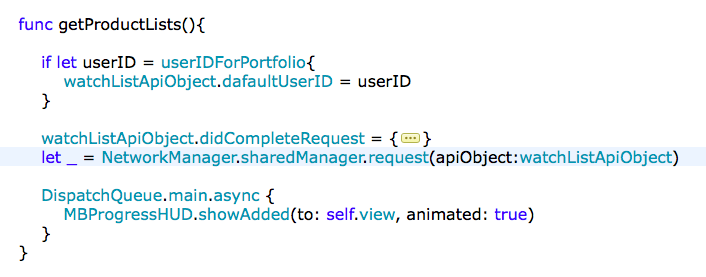 func getProductLists(){
if let userID = userIDForPortfolio{
watchListApiObject.dafaultUserID = userID
}
watchListApiObject.didCompleteRequest = {•••}
let _ = NetworkManager.sharedManager.request(apiObject:watchListApiObject)
DispatchQueue.main.async {
MBProgressHUD.showAdded(to: self.view, animated: true)
}
}